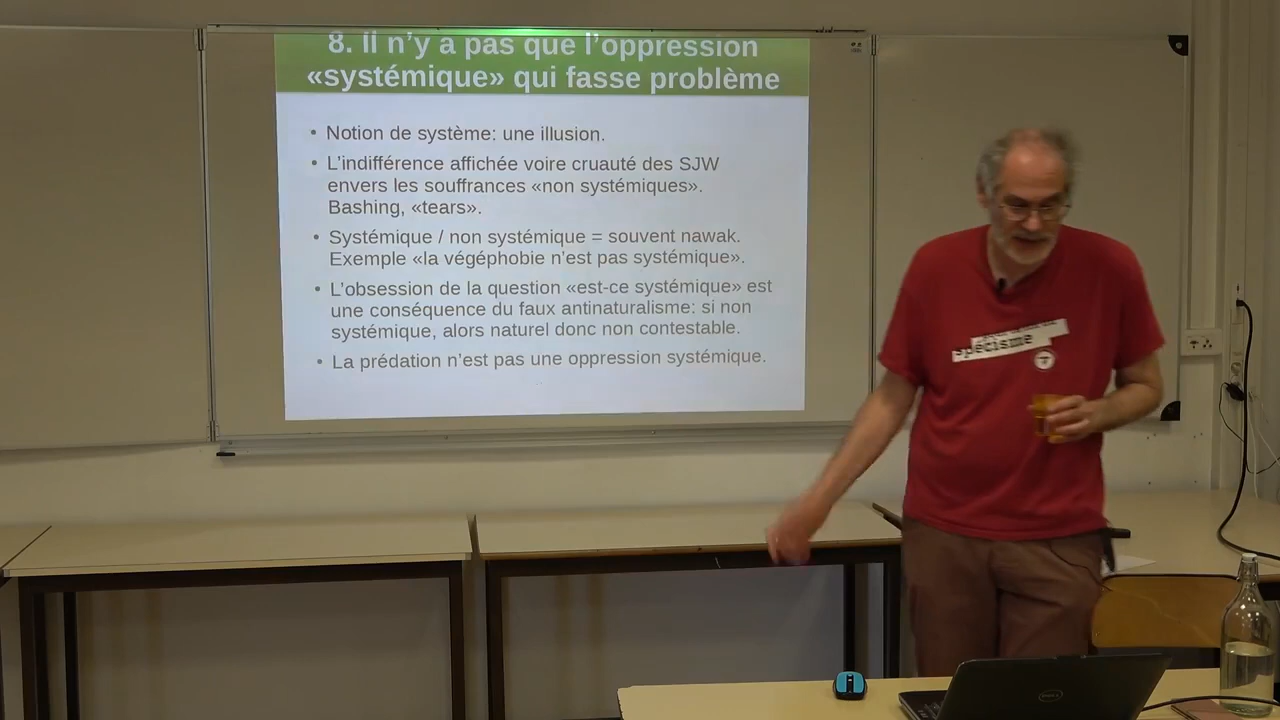 8. Il n’y a pas que l’oppression
«systémique» qui fasse problème
• Notion de système: une illusion.
• L’indifférence affichée voire cruauté des SJW
envers les souffrances «non systémiques».
Bashing, «tears».
• Systémique / non systémique = souvent nawak.
Exemple «la végéphobie n’est pas systémique».
• L’obsession de la question «est-ce systémique» est
une conséquence du faux antinaturalisme: si non
systémique, alors naturel donc non contestable.
• La prédation n’est pas une oppression systémique.
spécisme
DELL